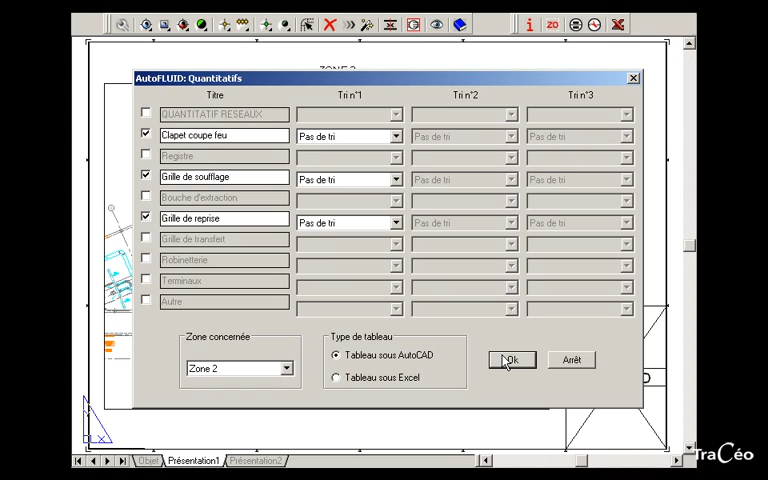 ZONE 2
AutoFLUID: Quantitatifs
Titre Tri n°1 Tri n°2 Tri n°3
QUANTITATIF RESEAUX
Clapet coupe feu Pas de tri Pas de tri Pas de tri
Registre
Grille de soufflage Pas de tri Pas de tri Pas de tri
Bouche d'extraction
Grille de reprise Pas de tri Pas de tri Pas de tri
Grille de transfert
Robinetterie
Terminaux
Autre
Zone concernée Type de tableau
Tableau sous AutoCAD
Zone 2 Ok Arrêt
Tableau sous Excel
Objet Présentation1 Présentation2
TraCéo